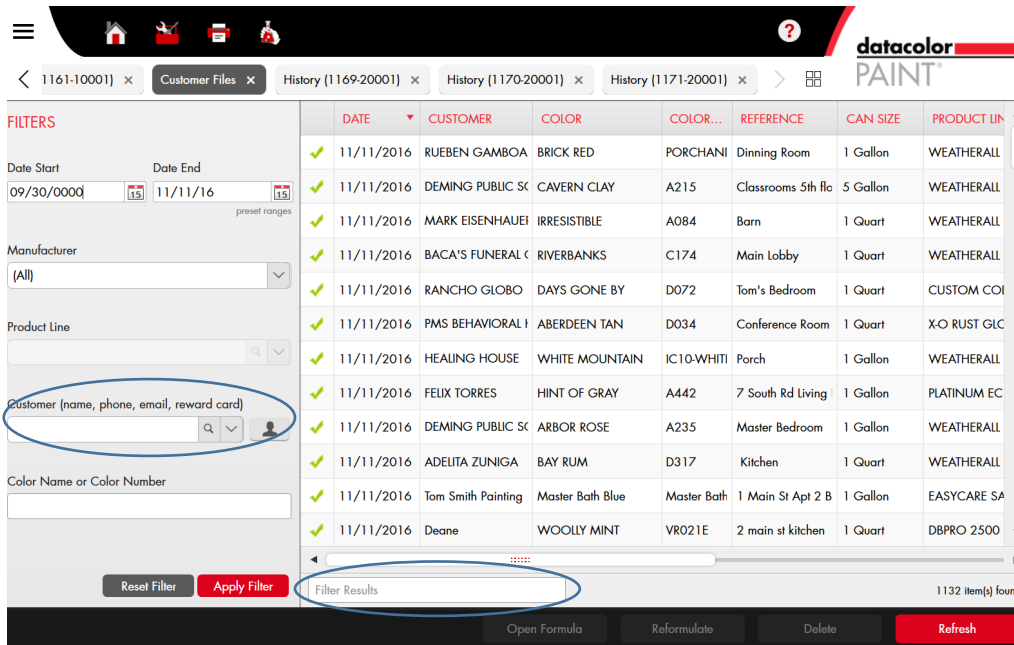 ?
datacolor
PAINT®
1161-10001) × Customer Files × History (1169-20001) × History (1170-20001) × History (1171-20001) ×
FILTERS
Date Start Date End
09/30/0000 15 11/11/16 15
preset ranges
Manufacturer
(All)
Product Line
Customer (name, phone, email, reward card)
Color Name or Color Number
Reset Filter Apply Filter
DATE CUSTOMER COLOR COLOR... REFERENCE CAN SIZE PRODUCT LIN
11/11/2016 RUEBEN GAMBOA BRICK RED PORCHANI Dinning Room 1 Gallon WEATHERALL
11/11/2016 DEMING PUBLIC SC CAVERN CLAY A215 Classrooms 5th flo 5 Gallon WEATHERALL
11/11/2016 MARK EISENHAUER IRRESISTIBLE A084 Barn 1 Quart WEATHERALL
11/11/2016 BACA'S FUNERAL C RIVERBANKS C174 Main Lobby 1 Quart WEATHERALL
11/11/2016 RANCHO GLOBO DAYS GONE BY D072 Tom's Bedroom 1 Quart CUSTOM COL
11/11/2016 PMS BEHAVIORAL H ABERDEEN TAN D034 Conference Room 1 Quart X-O RUST GLO
11/11/2016 HEALING HOUSE WHITE MOUNTAIN IC10-WHITI Porch 1 Gallon WEATHERALL
11/11/2016 FELIX TORRES HINT OF GRAY A442 7 South Rd Living 1 Gallon PLATINUM EC
11/11/2016 DEMING PUBLIC SC ARBOR ROSE A235 Master Bedroom 1 Gallon WEATHERALL
11/11/2016 ADELITA ZUNIGA BAY RUM D317 Kitchen 1 Quart WEATHERALL
11/11/2016 Tom Smith Painting Master Bath Blue Master Bath 1 Main St Apt 2 B 1 Gallon EASYCARE SA
11/11/2016 Deane WOOLLY MINT VR021E 2 main st kitchen 1 Quart DBPRO 2500
Filter Results 1132 item(s) foun
Open Formula Reformulate Delete Refresh